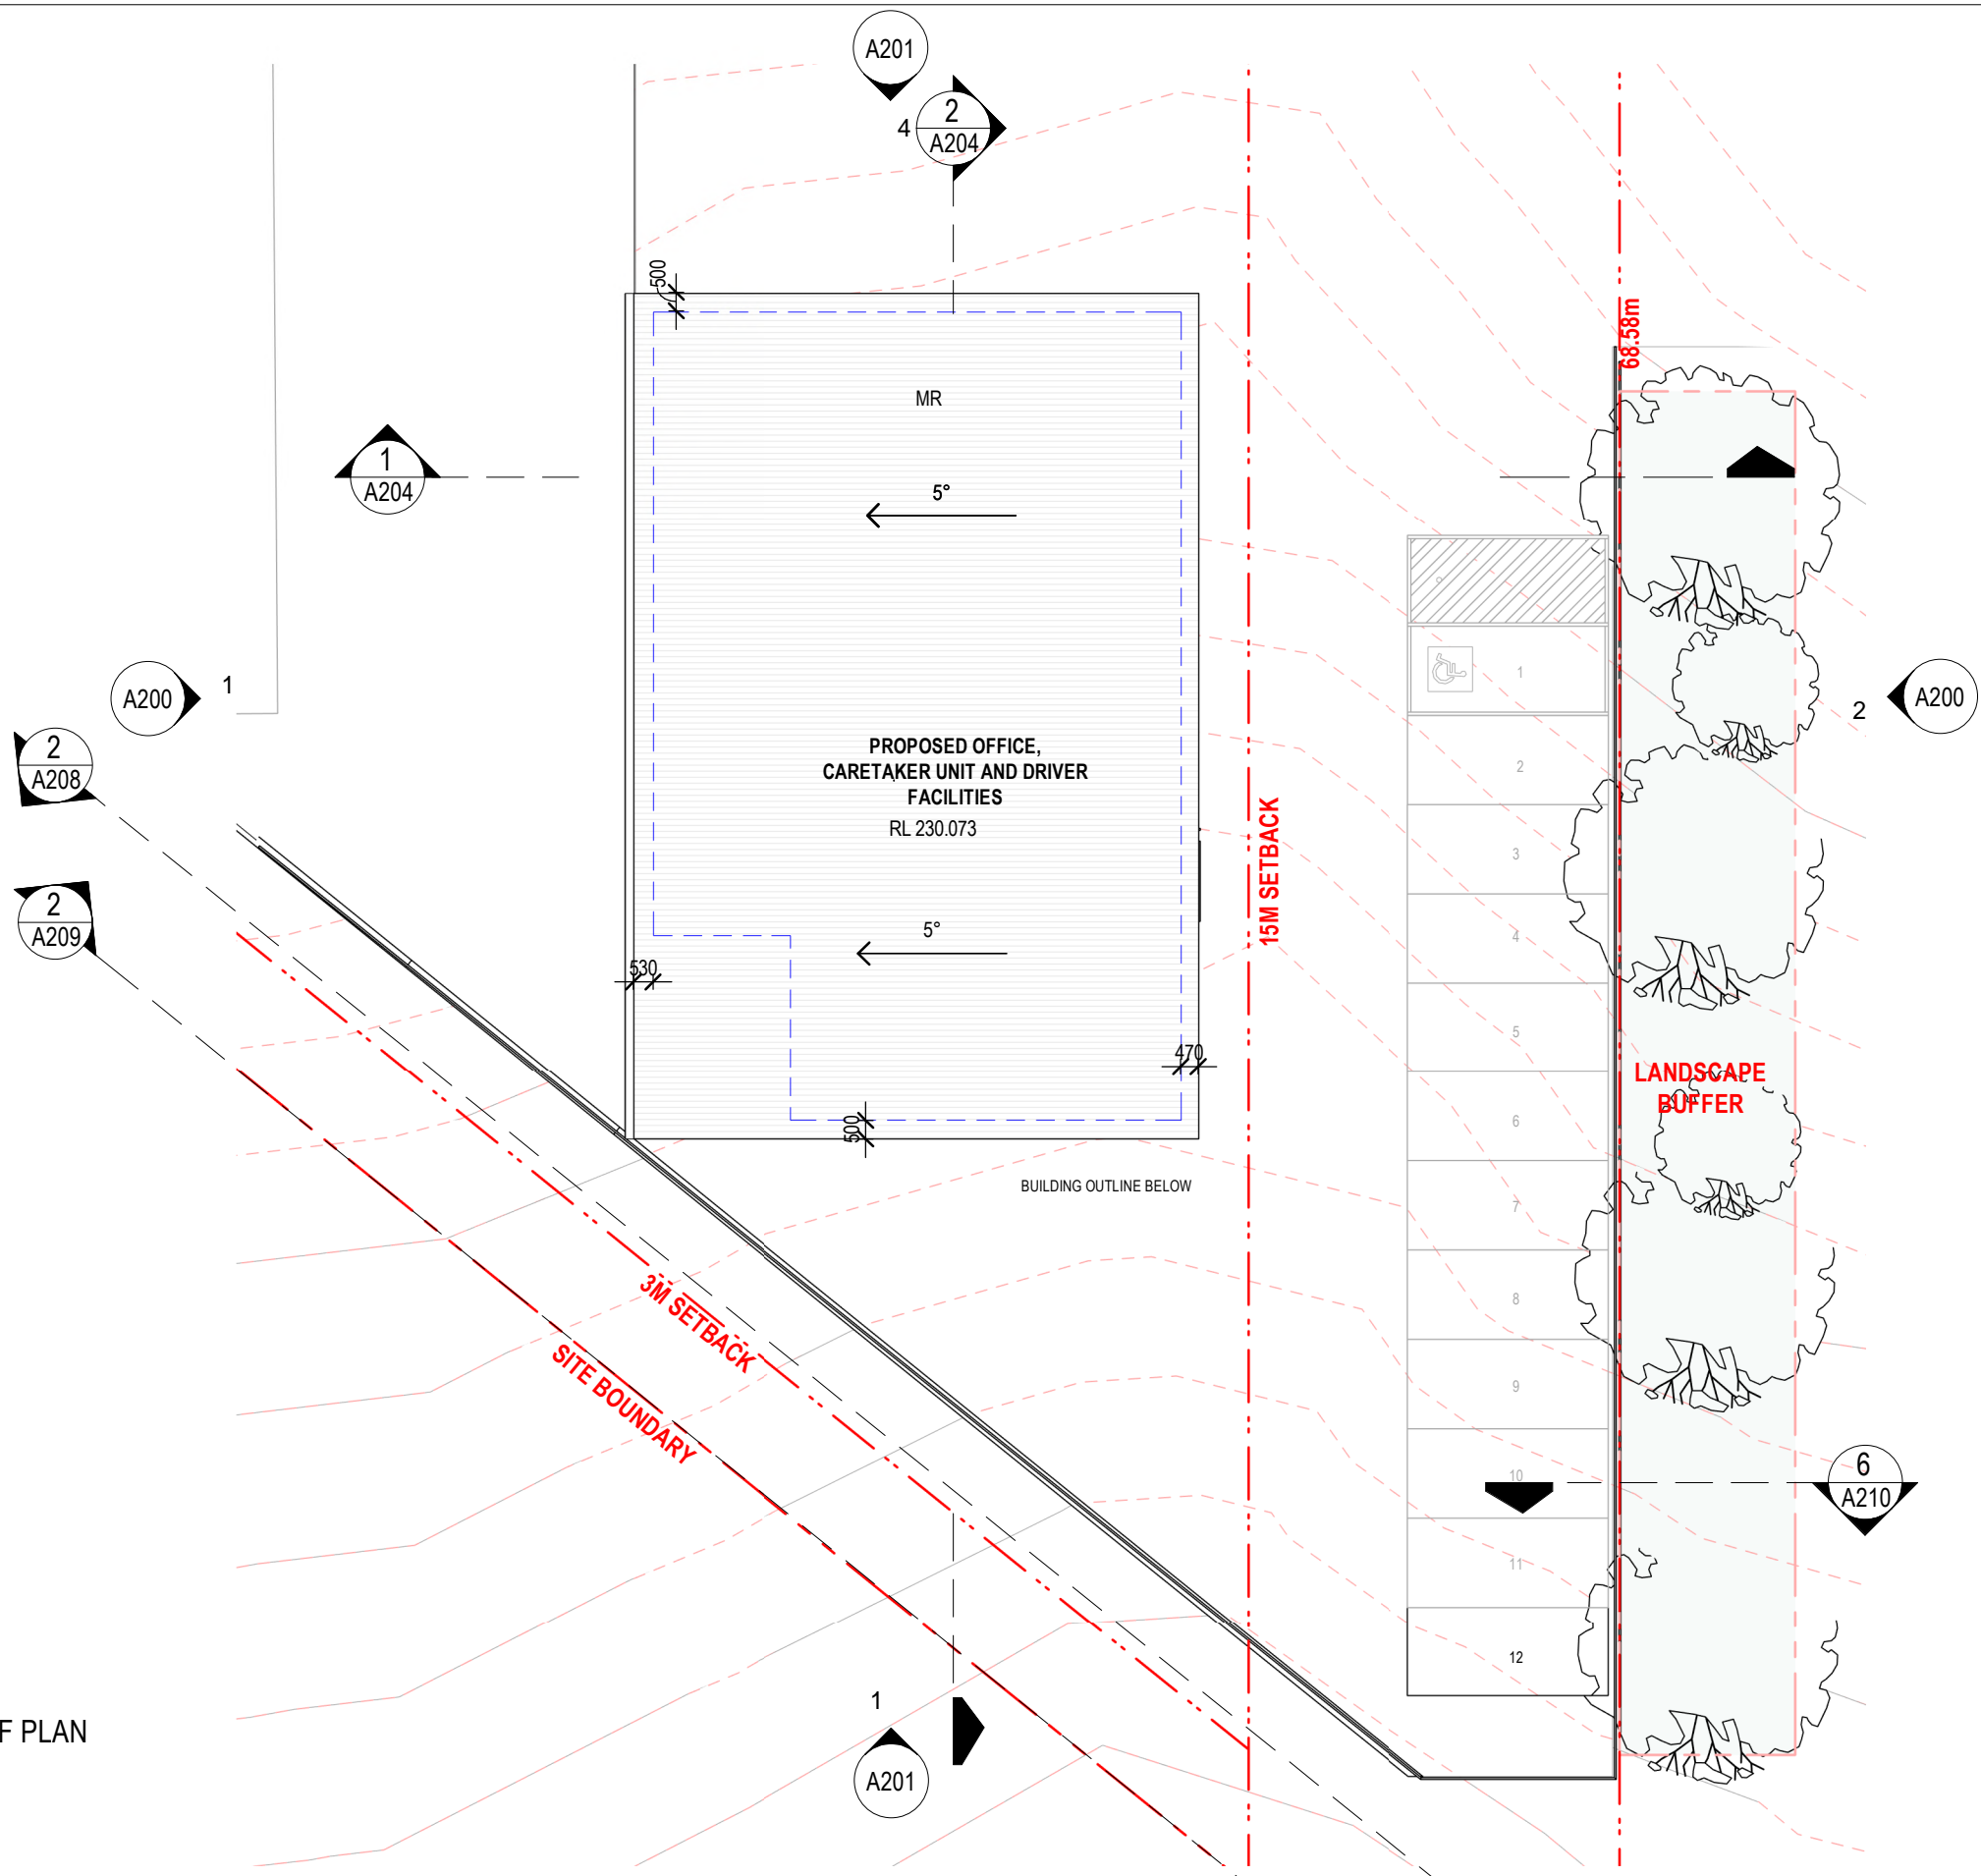 A201
2
4
A204
500
68.58m
MR
1
A204
5°
1
A200
1
2
A200
2
2
A208
PROPOSED OFFICE,
CARETAKER UNIT AND DRIVER
FACILITIES
RL 230.073
15M SETBACK
3
2
A209
5°
4
530
5
470
LANDSCAPE
BUFFER
500
6
BUILDING OUTLINE BELOW
7
3M SETBACK
8
SITE BOUNDARY
9
10
6
A210
11
12
1
A201
F PLAN